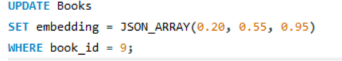 UPDATE Books
SET embedding = JSON_ARRAY(0.20, 0.55, 0.95)
WHERE book_id = 9;